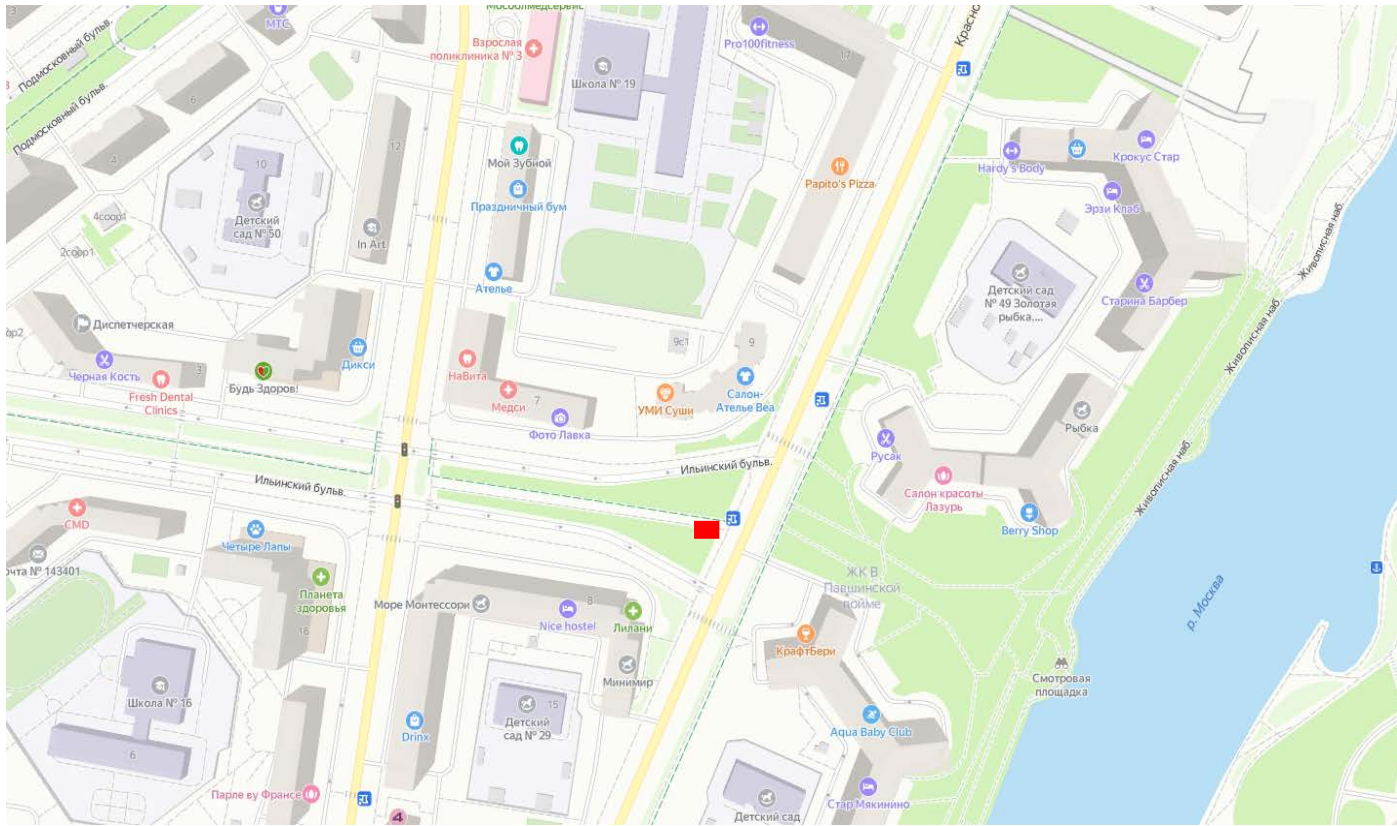 3
МТС
Мособлмедсервис
Взрослая
поликлиника № 3
Школа № 19
Pro100fitness
17
Красно
Подмосковный бульв.
Подмосковный бульв.
6
4
10
Детский
сад № 50
12
In Art
Мой Зубной
Праздничный бум
Ателье
Papito's Pizza
Hardy's Body
Крокус Стар
Эрзи Клаб
Детский сад
№ 49 Золотая
рыбка....
Старина Барбер
Живописная наб.
Живописная наб.
Живописная наб.
4соор1
2соор1
Диспетчерская
Черная Кость
3
Fresh Dental
Clinics
Будь Здоров!
Дикси
НаВита
Медси
7
Фото Лавка
9с1
9
УМИ Суши
Салон-
Ателье Веа
Рыбка
Русак
Салон красоты
Лазурь
Berry Shop
Ильинский бульв.
Ильинский бульв.
CMD
Четыре Лапы
Планета
здоровья
16
очта № 143401
Море Монтессори
8
Nice hostel
Лилани
Минимир
ЖК В
Павшинской
пойме
КрафтБери
р. Москва
Смотровая
площадка
Школа № 16
6
Drinx
15
Детский
сад № 29
Aqua Baby Club
Парле ву Франсе
4
Стар Мякинино
Детский сад